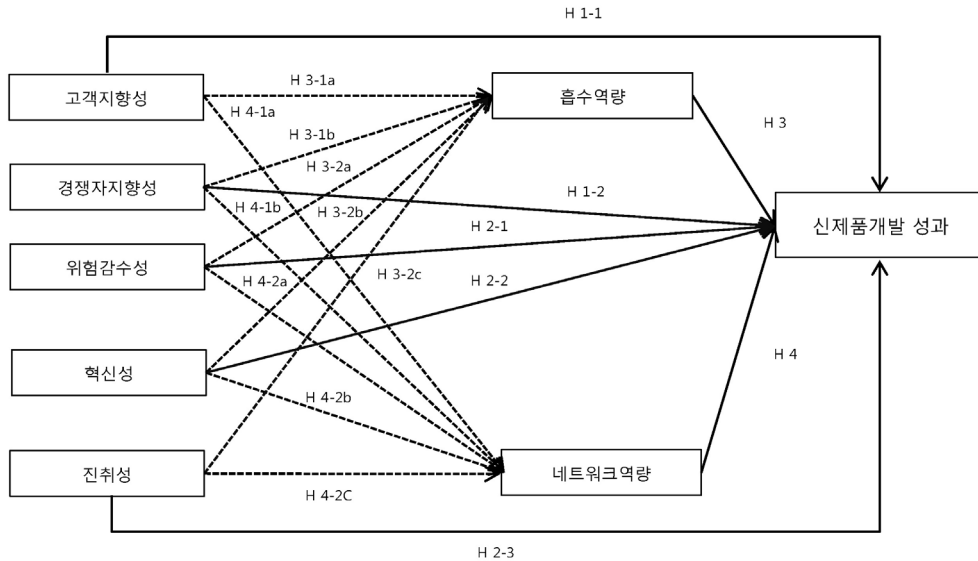 H 1-1
고객지향성
H 3-1a
흡수역량
H 4-1a
H 3
H 3-1b
H 3-2a
경쟁자지향성
H 1-2
H 4-1b
H 3-2b
신제품개발 성과
H 2-1
위험감수성
H 3-2c
H 4-2a
H 2-2
H 4
혁신성
H 4-2b
진취성
네트워크역량
H 4-2C
H 2-3